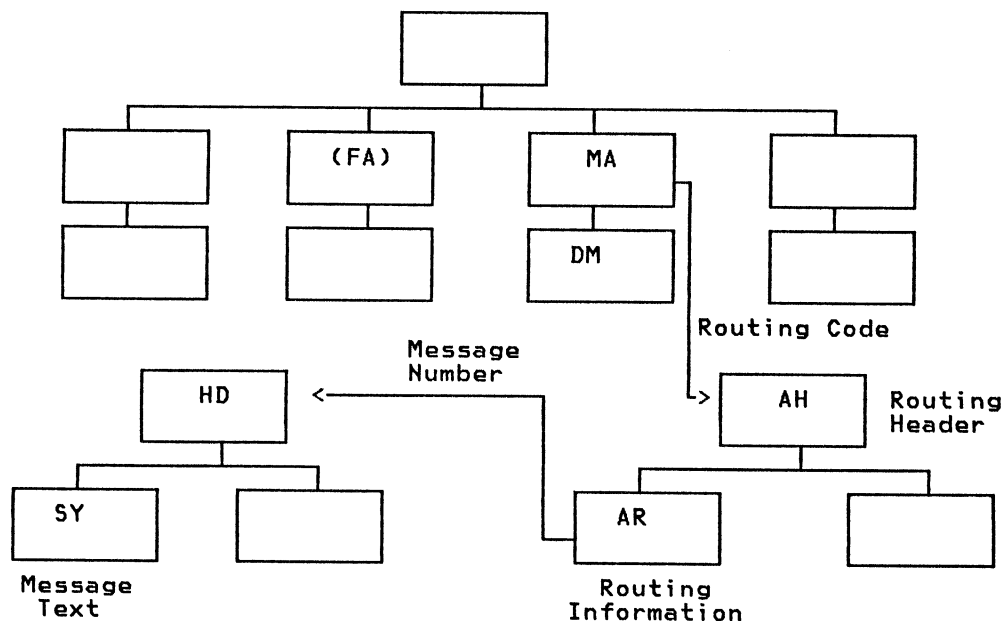 (FA)
MA
DM
Routing Code
Message
Number
HD
<
>
AH
Routing
Header
SY
AR
Message
Text
Routing
Information